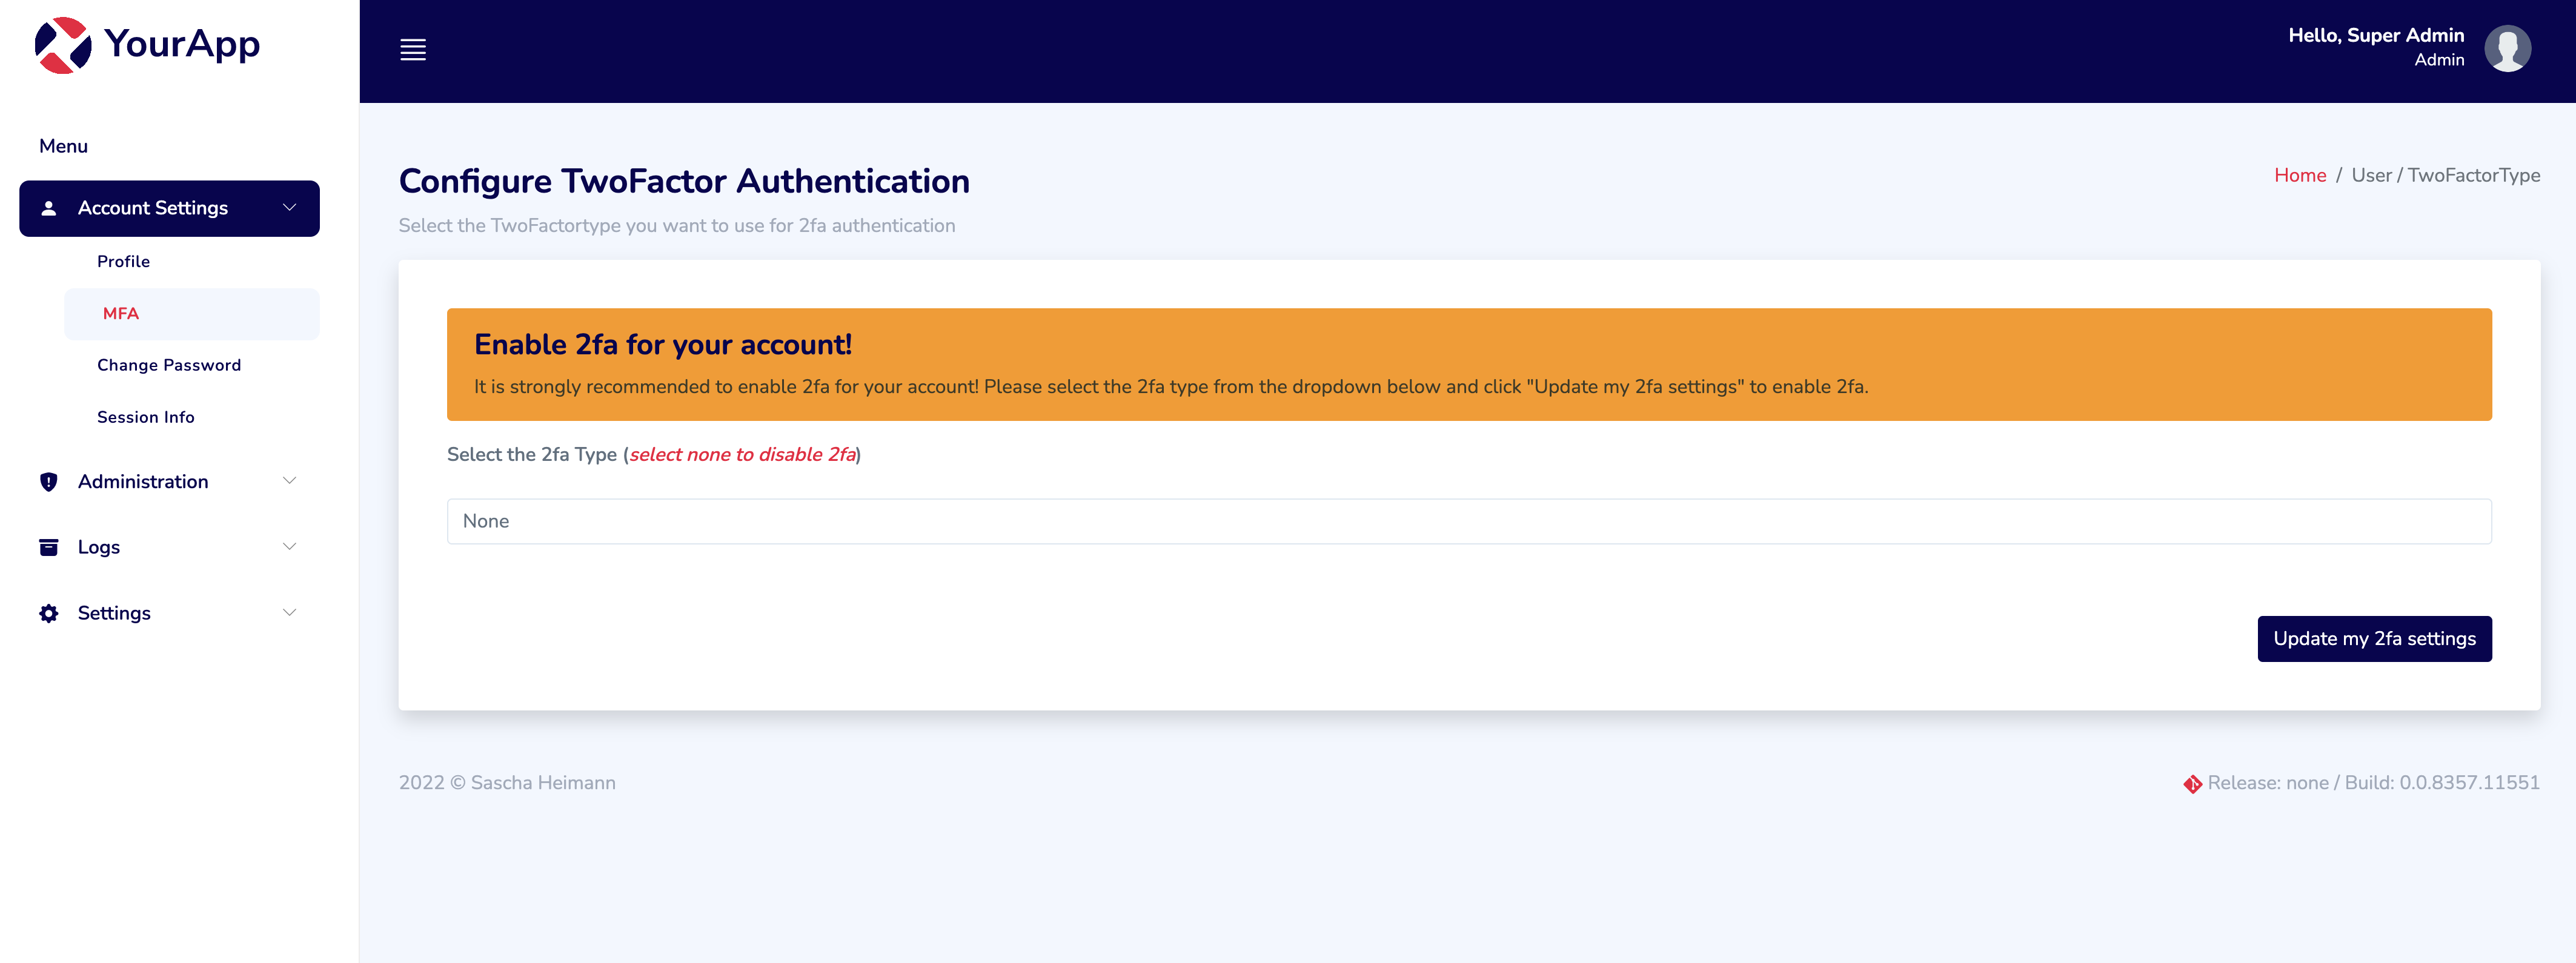 YourApp
Hello, Super Admin
Admin
Menu
Account Settings
Profile
MFA
Change Password
Session Info
Administration
Logs
Settings
Configure TwoFactor Authentication
Home / User / TwoFactorType
Select the TwoFactortype you want to use for 2fa authentication
Enable 2fa for your account!
It is strongly recommended to enable 2fa for your account! Please select the 2fa type from the dropdown below and click "Update my 2fa settings" to enable 2fa.
Select the 2fa Type (select none to disable 2fa)
None
Update my 2fa settings
2022 © Sascha Heimann
Release: none / Build: 0.0.8357.11551